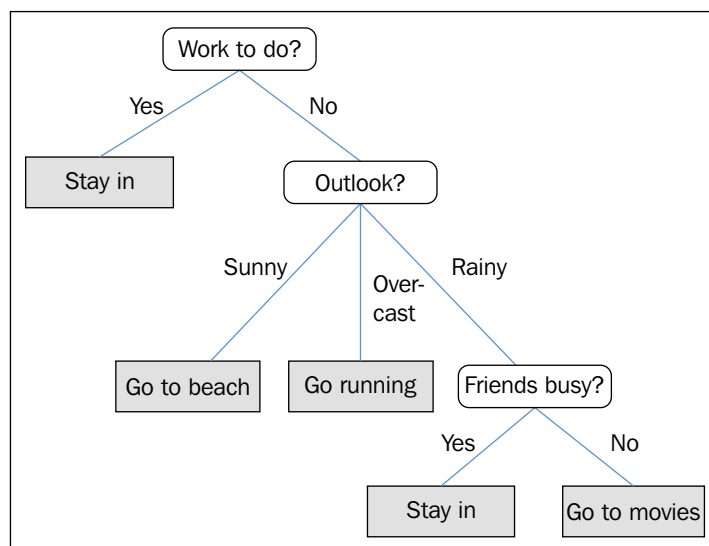 Work to do?
Yes
No
Stay in
Outlook?
Sunny
Over-
cast
Rainy
Go to beach
Go running
Friends busy?
Yes
No
Stay in
Go to movies